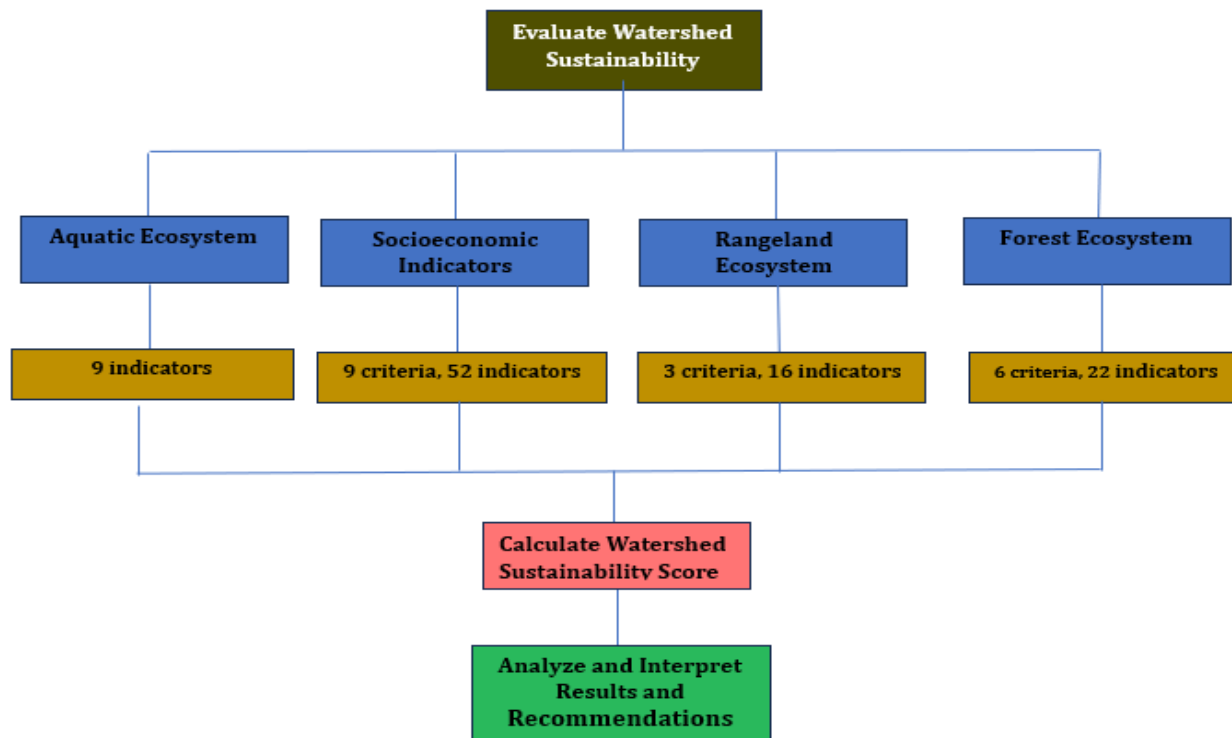 Evaluate Watershed
Sustainability
Aquatic Ecosystem
Socioeconomic
Indicators
Rangeland
Ecosystem
Forest Ecosystem
9 indicators
9 criteria, 52 indicators
3 criteria, 16 indicators
6 criteria, 22 indicators
Calculate Watershed
Sustainability Score
Analyze and Interpret
Results and
Recommendations